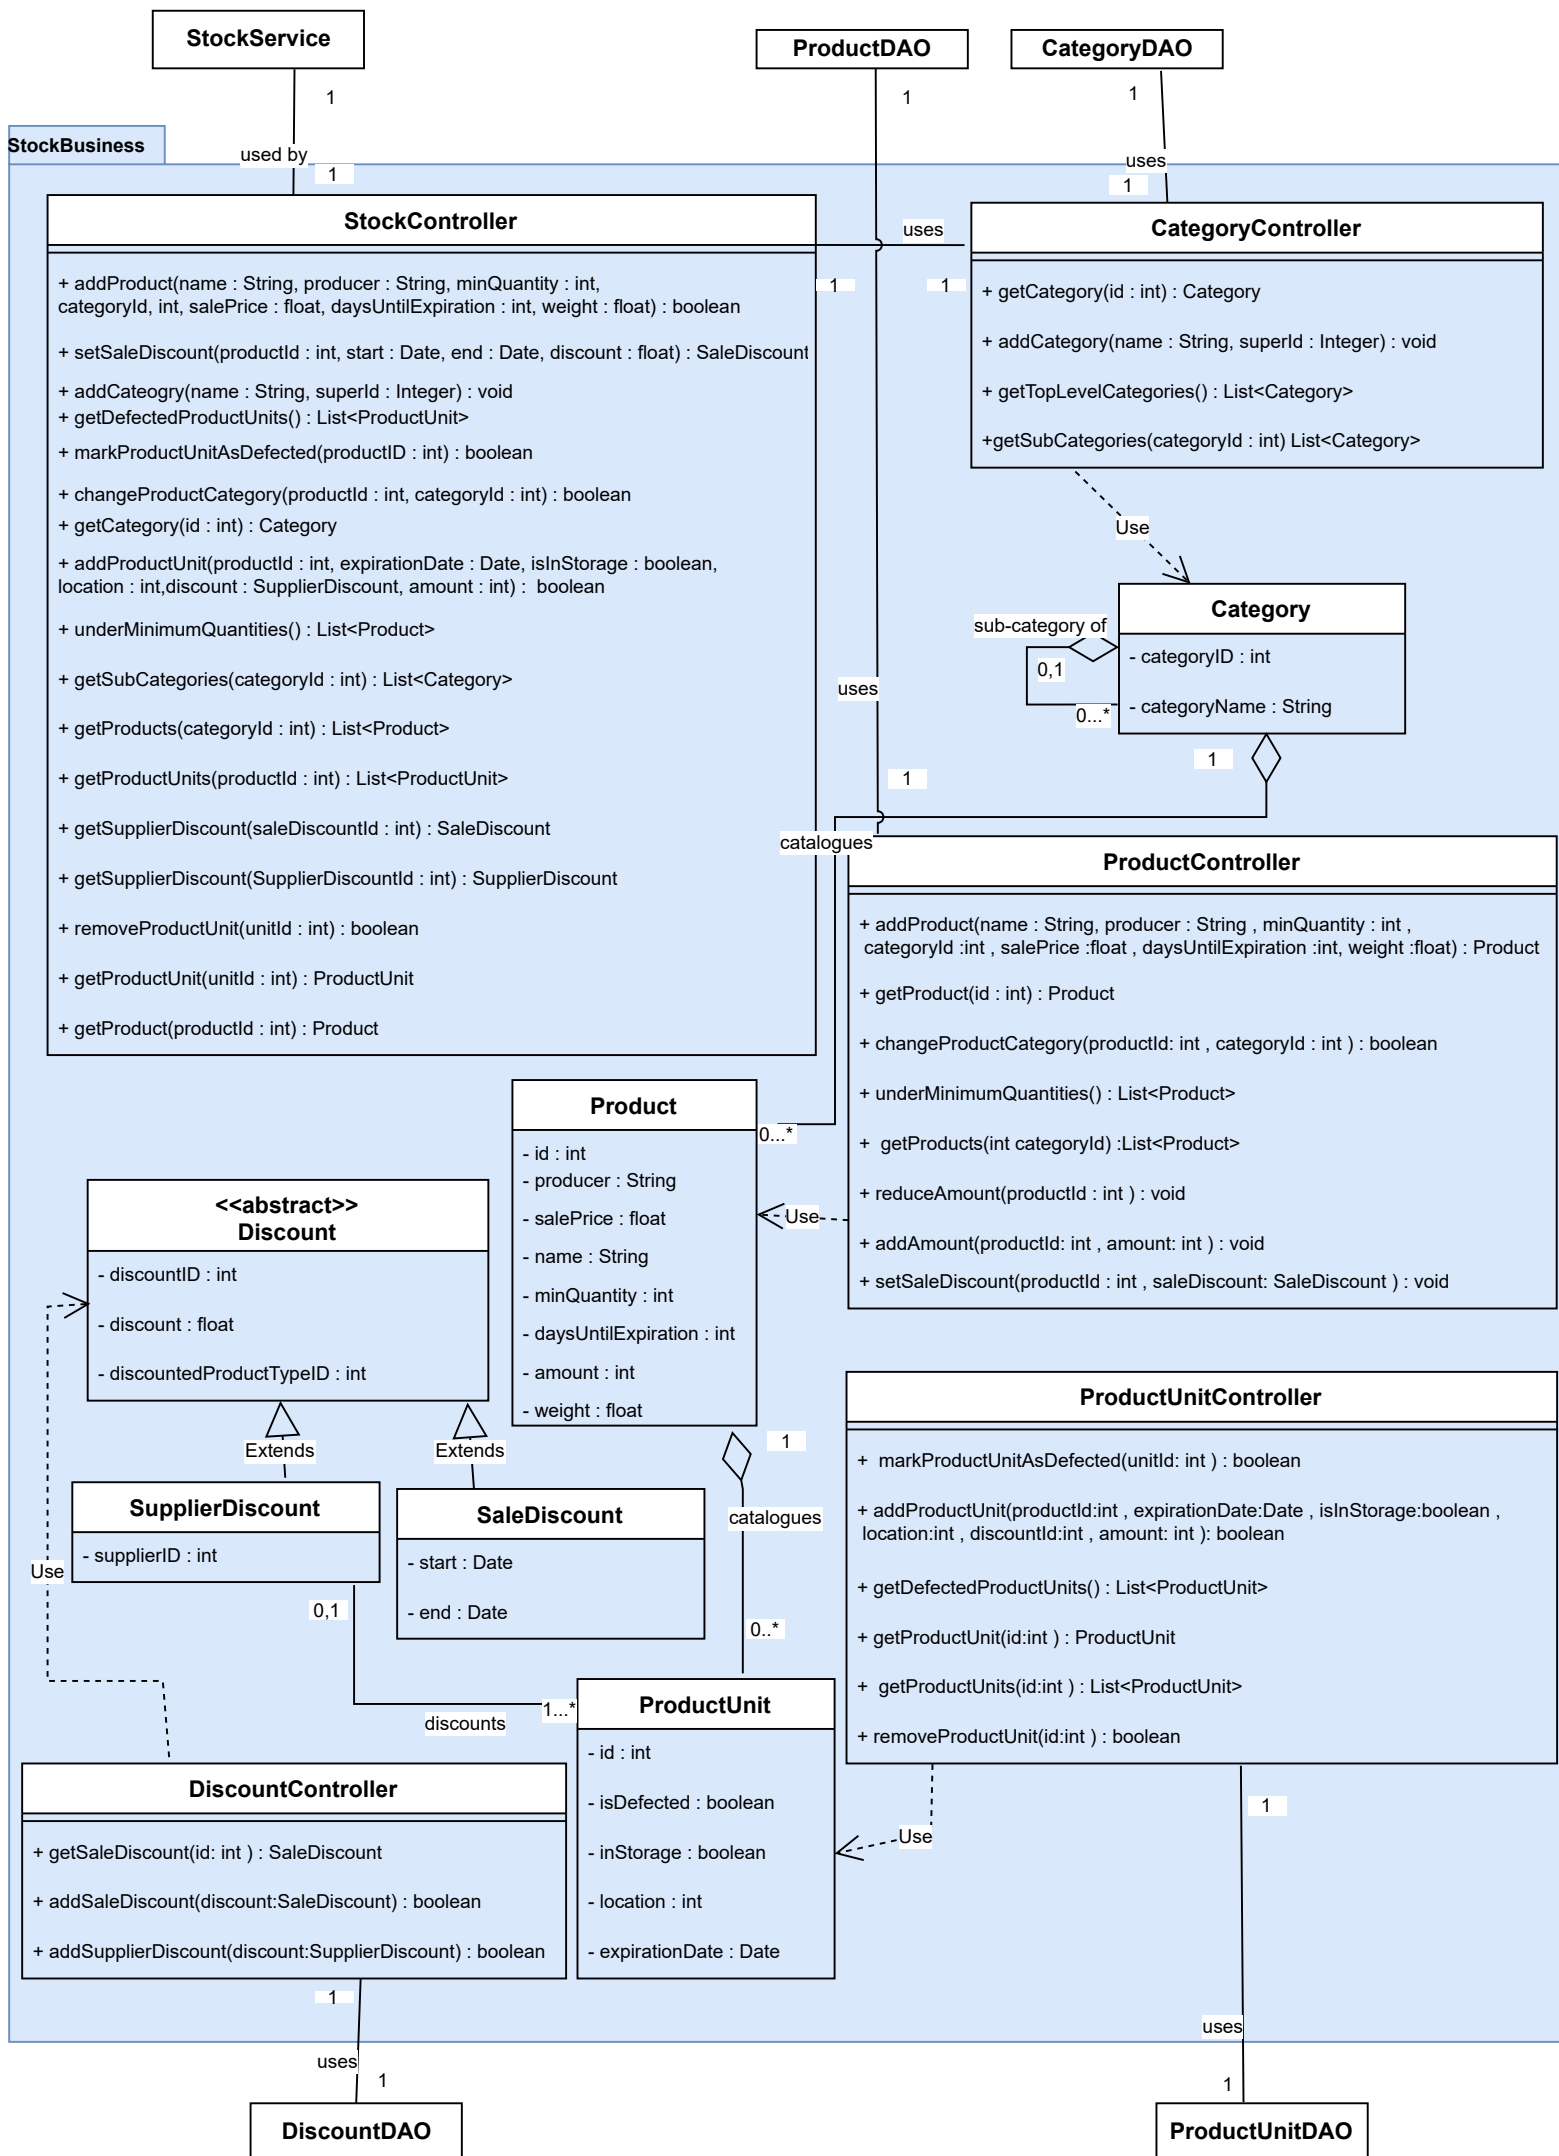 StockService
ProductDAO
CategoryDAO
1
1
1
StockBusiness
used by
uses
1
1
StockController
+ addProduct(name : String, producer : String, minQuantity : int,
categoryId, int, salePrice : float, daysUntilExpiration : int, weight : float) : boolean
+ setSaleDiscount(productId : int, start : Date, end : Date, discount : float) : SaleDiscount
+ addCateogry(name : String, superId : Integer) : void
+ getDefectedProductUnits() : List<ProductUnit>
+ markProductUnitAsDefected(productID : int) : boolean
+ changeProductCategory(productId : int, categoryId : int) : boolean
+ getCategory(id : int) : Category
+ addProductUnit(productId : int, expirationDate : Date, isInStorage : boolean,
location : int,discount : SupplierDiscount, amount : int) :  boolean
+ underMinimumQuantities() : List<Product>
+ getSubCategories(categoryId : int) : List<Category>
+ getProducts(categoryId : int) : List<Product>
+ getProductUnits(productId : int) : List<ProductUnit>
+ getSupplierDiscount(saleDiscountId : int) : SaleDiscount
+ getSupplierDiscount(SupplierDiscountId : int) : SupplierDiscount
+ removeProductUnit(unitId : int) : boolean
+ getProductUnit(unitId : int) : ProductUnit
+ getProduct(productId : int) : Product
uses
1
1
CategoryController
+ getCategory(id : int) : Category
+ addCategory(name : String, superId : Integer) : void
+ getTopLevelCategories() : List<Category>
+getSubCategories(categoryId : int) List<Category>
Use
Category
- categoryID : int
- categoryName : String
sub-category of
0,1
0...*
uses
1
1
catalogues
ProductController
+ addProduct(name : String, producer : String , minQuantity : int ,
categoryId :int , salePrice :float , daysUntilExpiration :int, weight :float) : Product
+ getProduct(id : int) : Product
+ changeProductCategory(productId: int , categoryId : int ) : boolean
+ underMinimumQuantities() : List<Product>
+  getProducts(int categoryId) :List<Product>
+ reduceAmount(productId : int ) : void
+ addAmount(productId: int , amount: int ) : void
+ setSaleDiscount(productId : int , saleDiscount: SaleDiscount ) : void
Product
- id : int
- producer : String
- salePrice : float
- name : String
- minQuantity : int
- daysUntilExpiration : int
- amount : int
- weight : float
0...*
Use
<<abstract>>
Discount
- discountID : int
- discount : float
- discountedProductTypeID : int
Extends
Extends
1
SupplierDiscount
- supplierID : int
SaleDiscount
- start : Date
- end : Date
catalogues
Use
0,1
0..*
1...*
discounts
ProductUnitController
+  markProductUnitAsDefected(unitId: int ) : boolean
+ addProductUnit(productId:int , expirationDate:Date , isInStorage:boolean ,
location:int , discountId:int , amount: int ): boolean
+ getDefectedProductUnits() : List<ProductUnit>
+ getProductUnit(id:int ) : ProductUnit
+  getProductUnits(id:int ) : List<ProductUnit>
+ removeProductUnit(id:int ) : boolean
ProductUnit
- id : int
- isDefected : boolean
- inStorage : boolean
- location : int
- expirationDate : Date
Use
1
DiscountController
+ getSaleDiscount(id: int ) : SaleDiscount
+ addSaleDiscount(discount:SaleDiscount) : boolean
+ addSupplierDiscount(discount:SupplierDiscount) : boolean
1
uses
uses
1
1
DiscountDAO
ProductUnitDAO